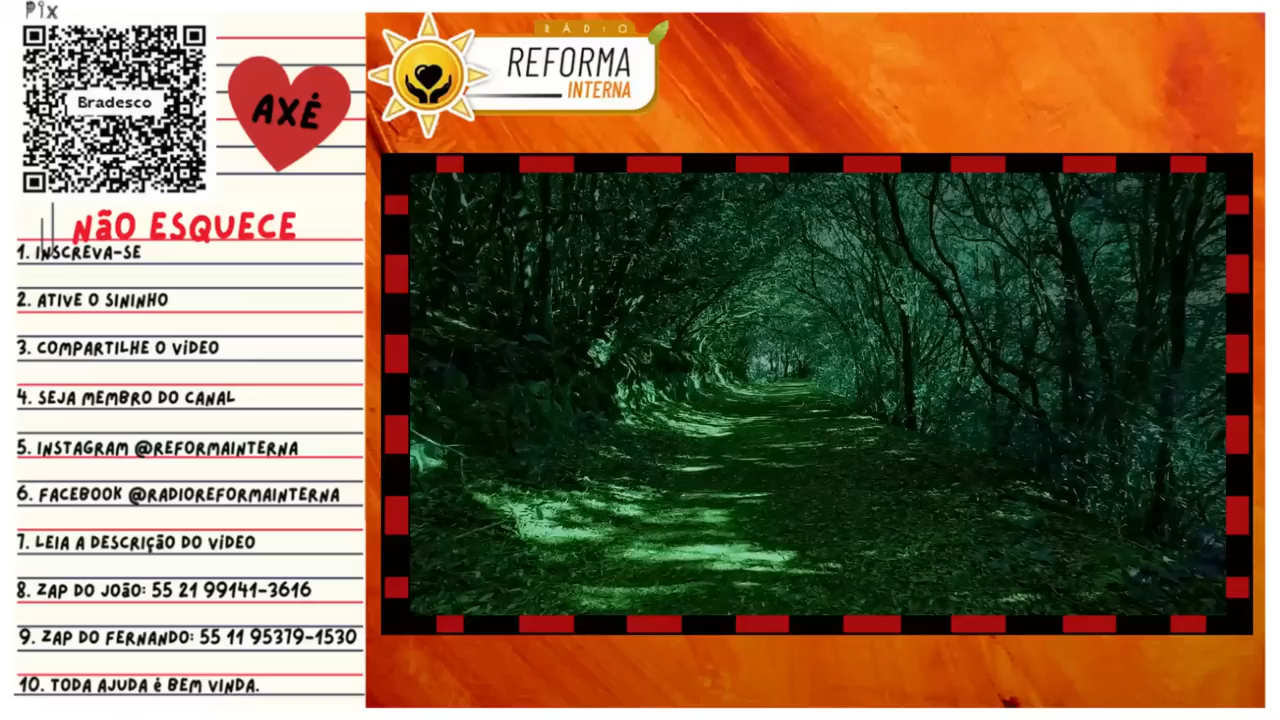 Pix
Bradesco
AXÉ
NÃO ESQUECE
1. INSCREVA-SE
2. ATIVE O SININHO
3. COMPARTILHE O VÍDEO
4. SEJA MEMBRO DO CANAL
5. INSTAGRAM @REFORMAINTERNA
6. FACEBOOK @RADIOREFORMAINTERNA
7. LEIA A DESCRIÇÃO DO VÍDEO
8. ZAP DO JOÃO: 55 21 99141-3616
9. ZAP DO FERNANDO: 55 11 95379-1530
10. TODA AJUDA É BEM VINDA.
RÁDIO
REFORMA
INTERNA